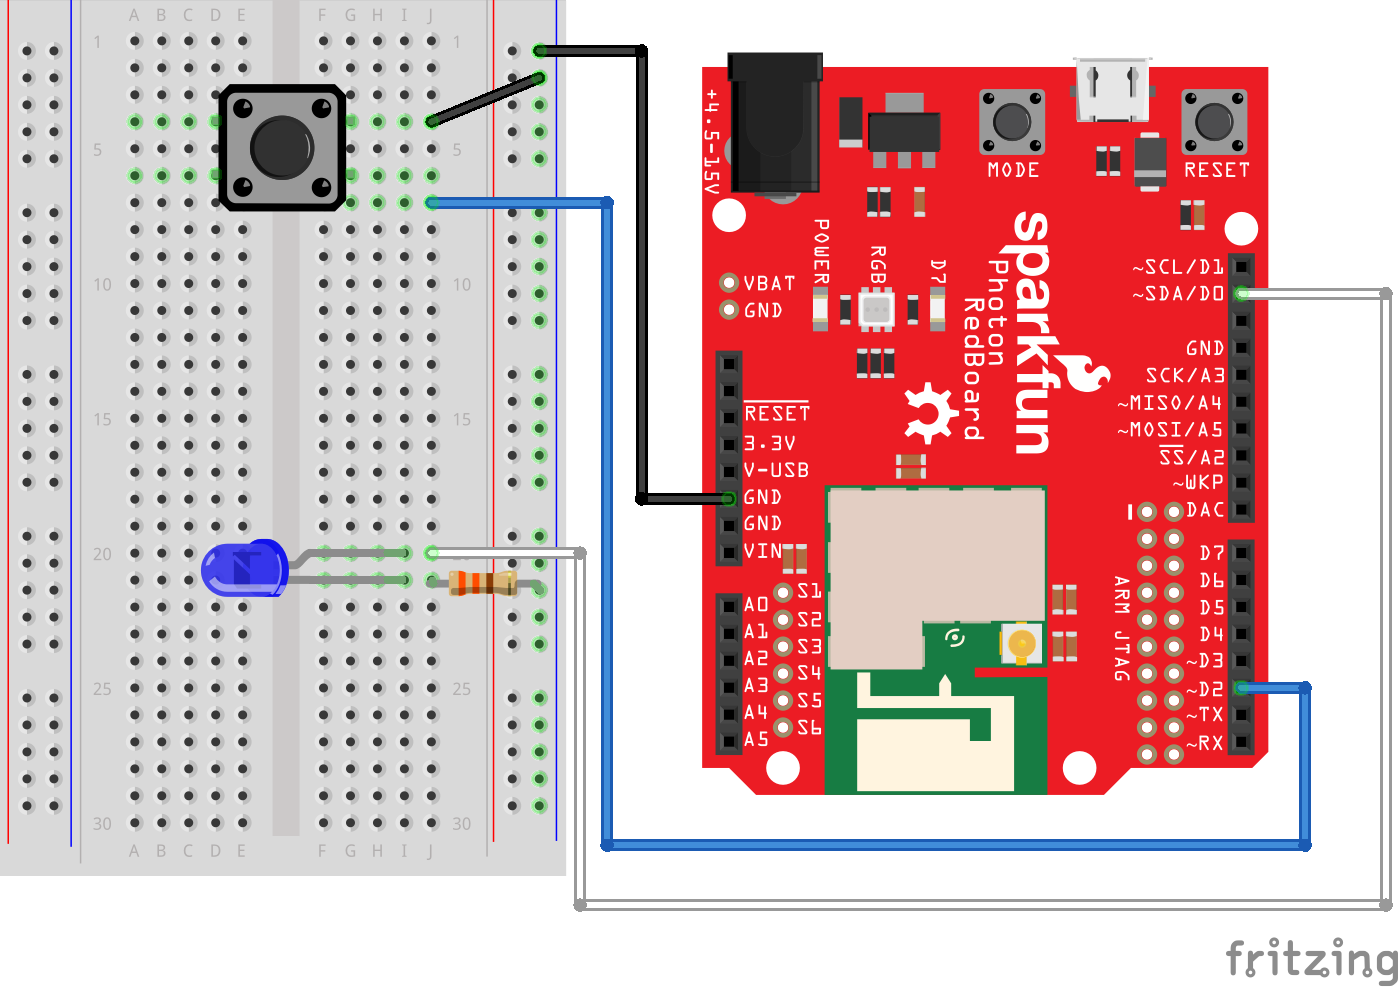 A B C D E F G H I J
1 1
5 5
10 10
15 15
20
25 25
30 30
A B C D E F G H I J
+4.5-15V
MODE
RESET
POWER
RGB
D7
sparkfun
Photon
RedBoard
VBAT
GND
RESET
3.3V
V-USB
GND
GND
VIN
A0
A1
A2
A3
A4
A5
S1
S2
S3
S4
S5
S6
~SCL/D1
~SDA/D0
GND
SCK/A3
~MISO/A4
~MOSI/A5
SS/A2
~WKP
DAC
1
ARM JTAG
D7
D6
D5
D4
~D3
~D2
~TX
~RX
fritzing